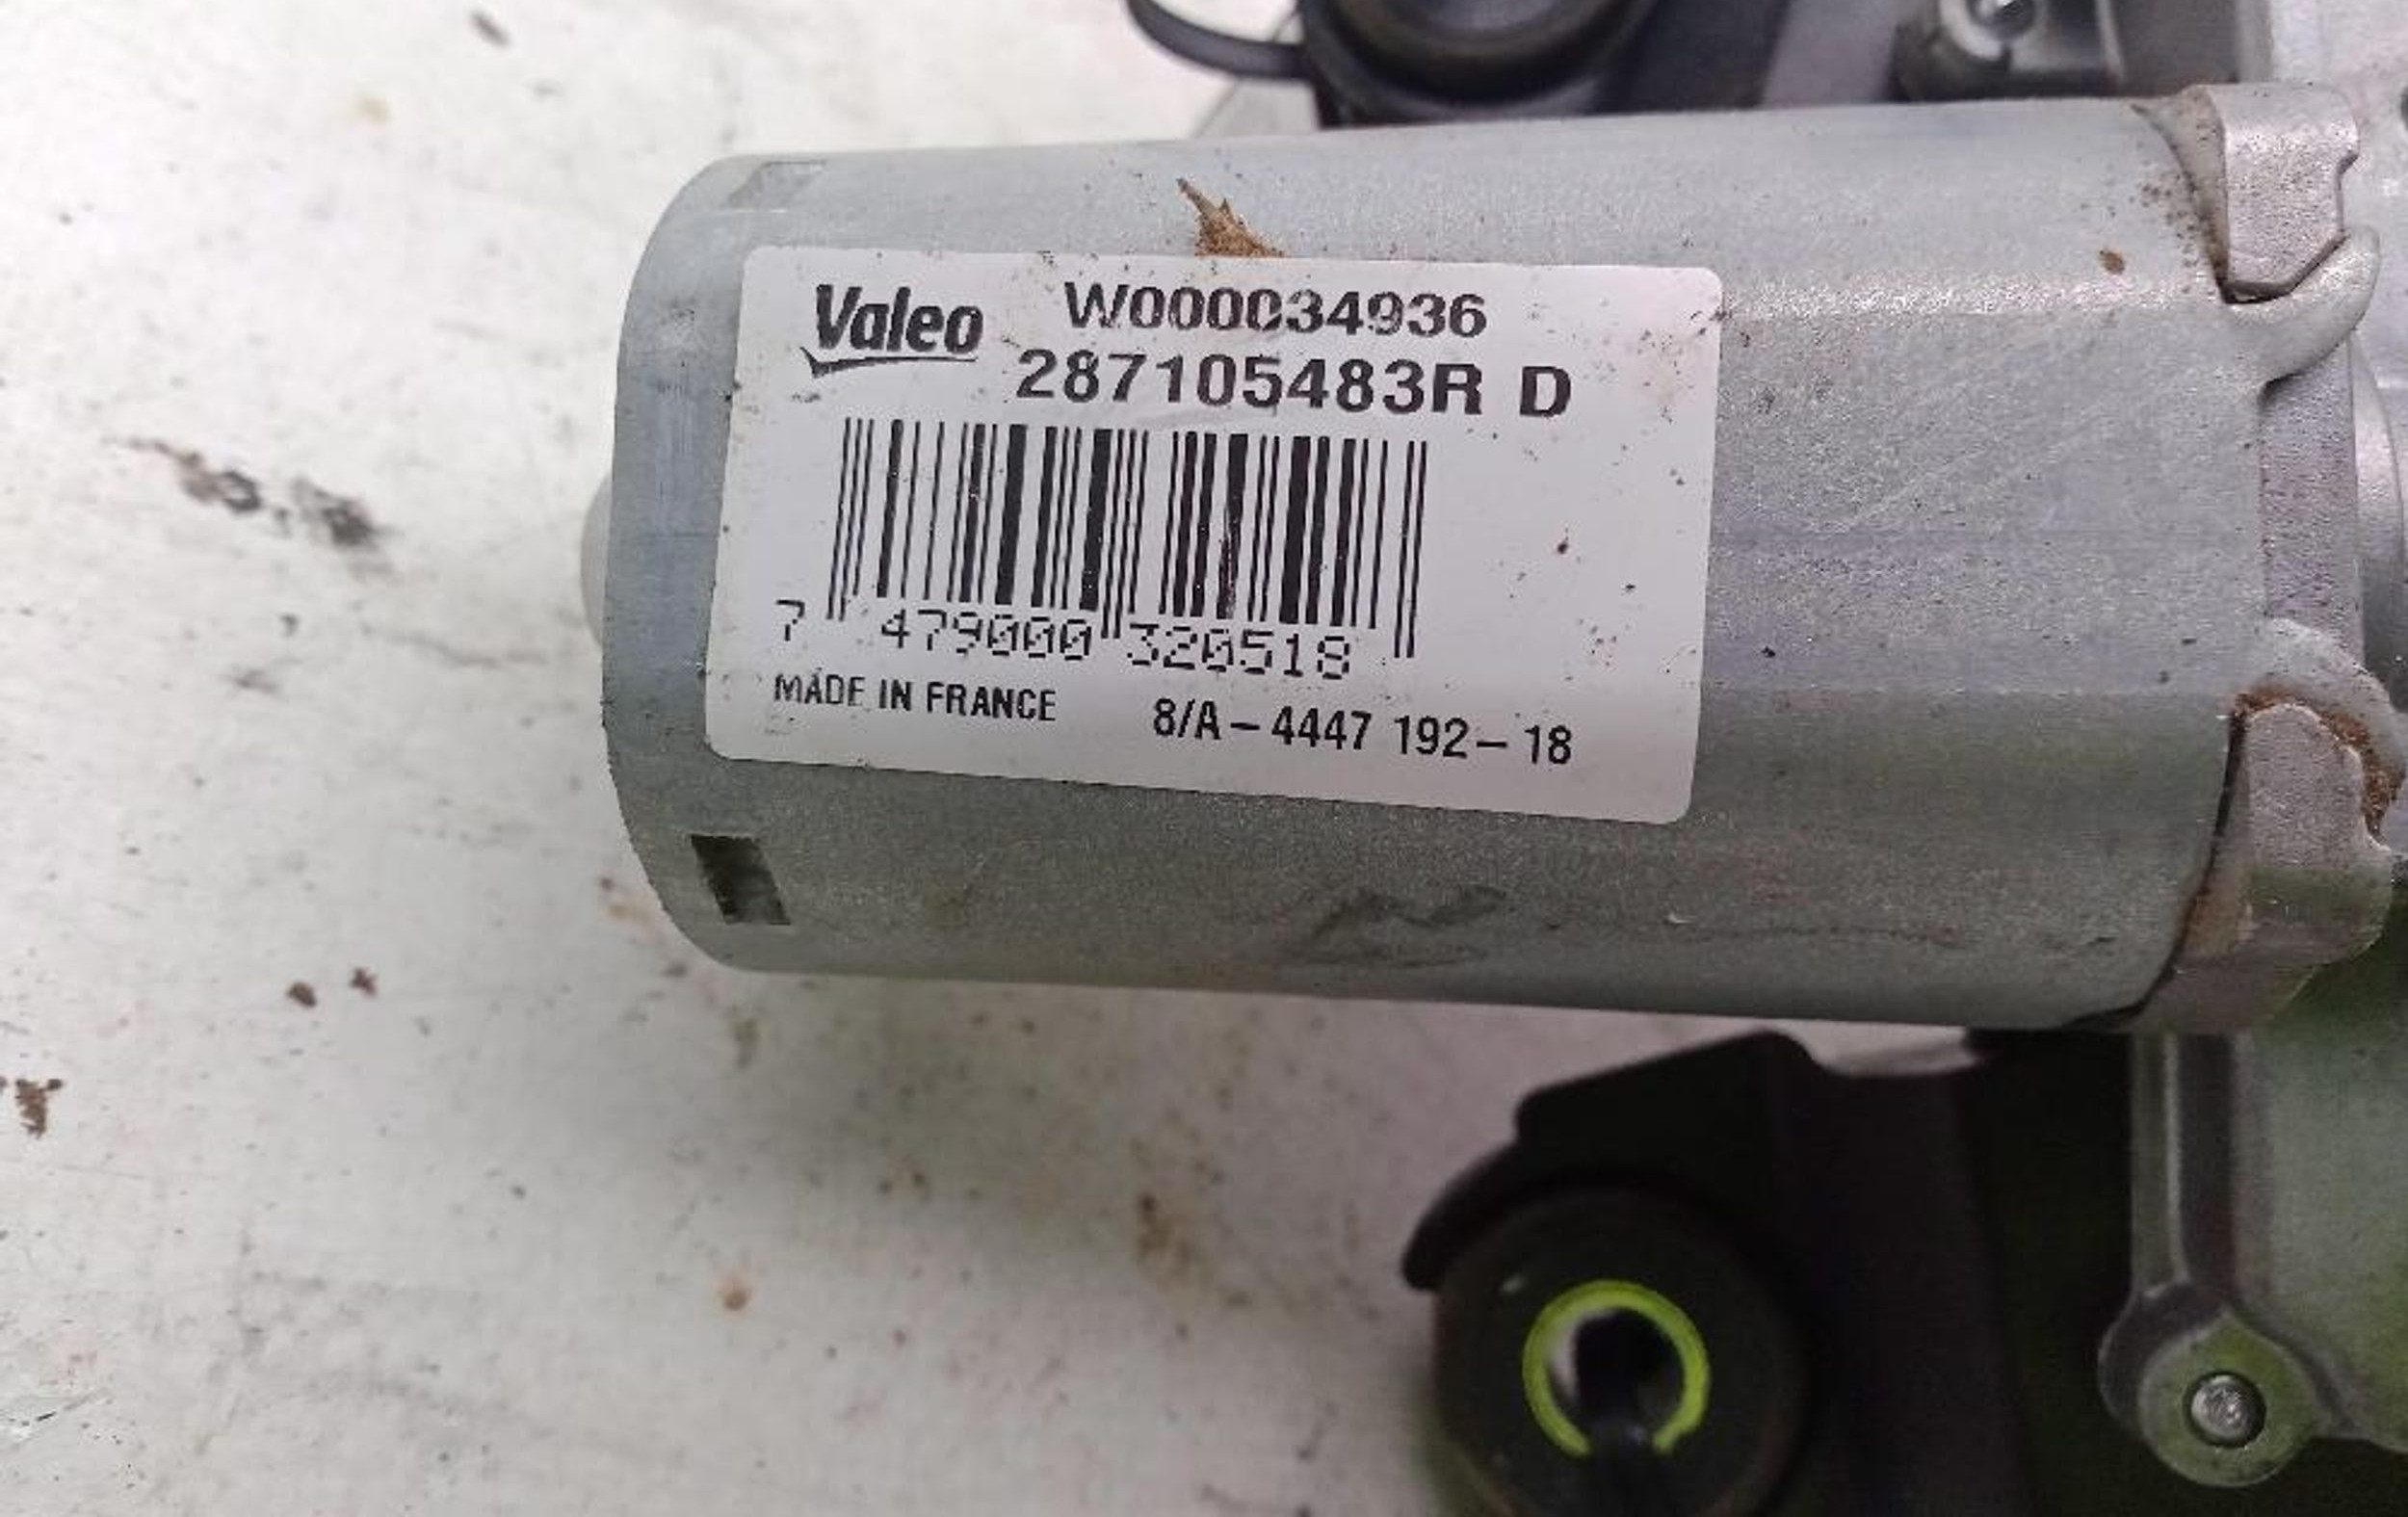 Valeo W000034936
287105483R D
7 479000 320518
MADE IN FRANCE 8/A-4447 192-18